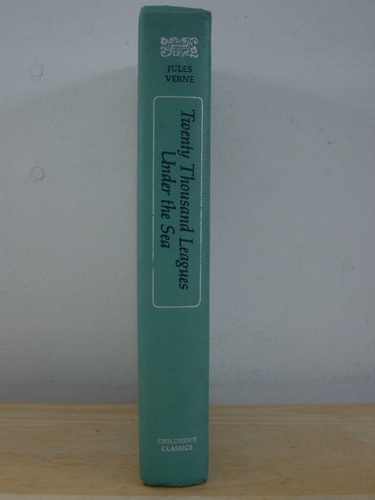 JULES
VERNE
Twenty Thousand Leagues
Under the Sea
CHILDREN'S
CLASSICS